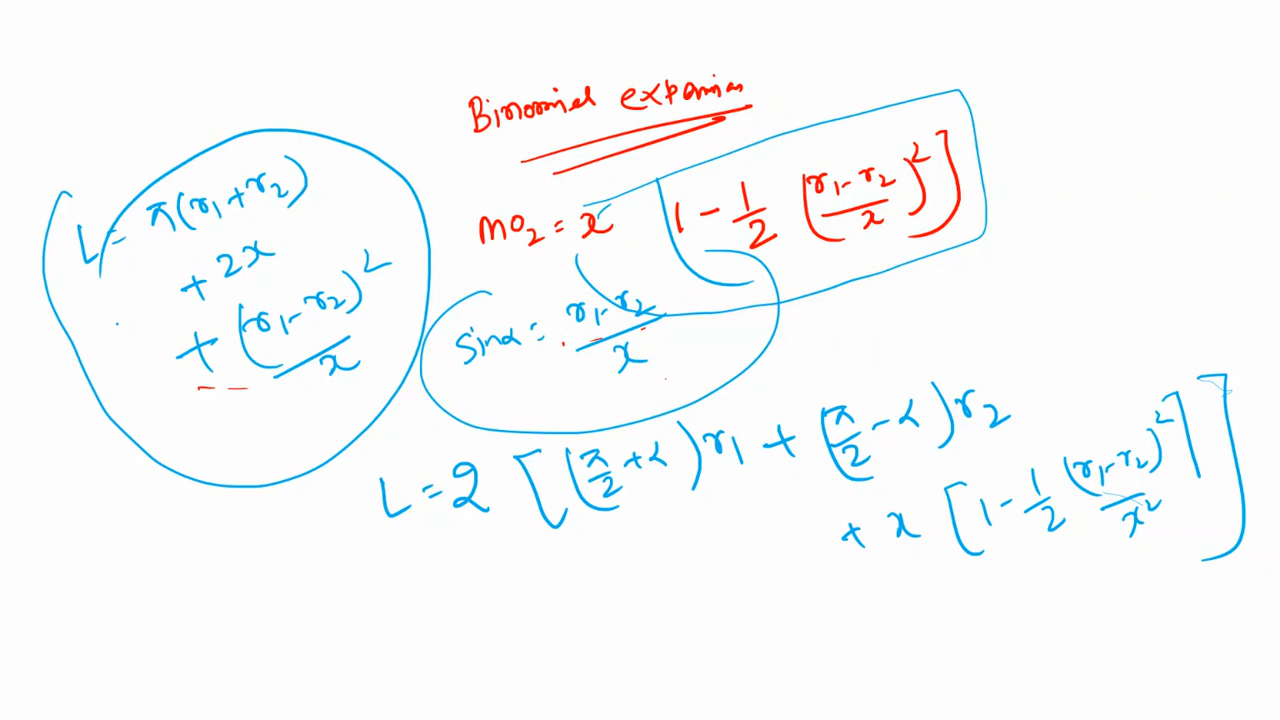 Binomial expansion
L = π(r1+r2)
+ 2x
+ (r1-r2)²/x
MO2 = x [1 - 1/2 ((r1-r2)/x)²]
sinα = (r1-r2)/x
L = 2 [(π/2 + α) r1 + (π/2 - α) r2
+ x [1 - 1/2 (r1-r2)²/x²]]